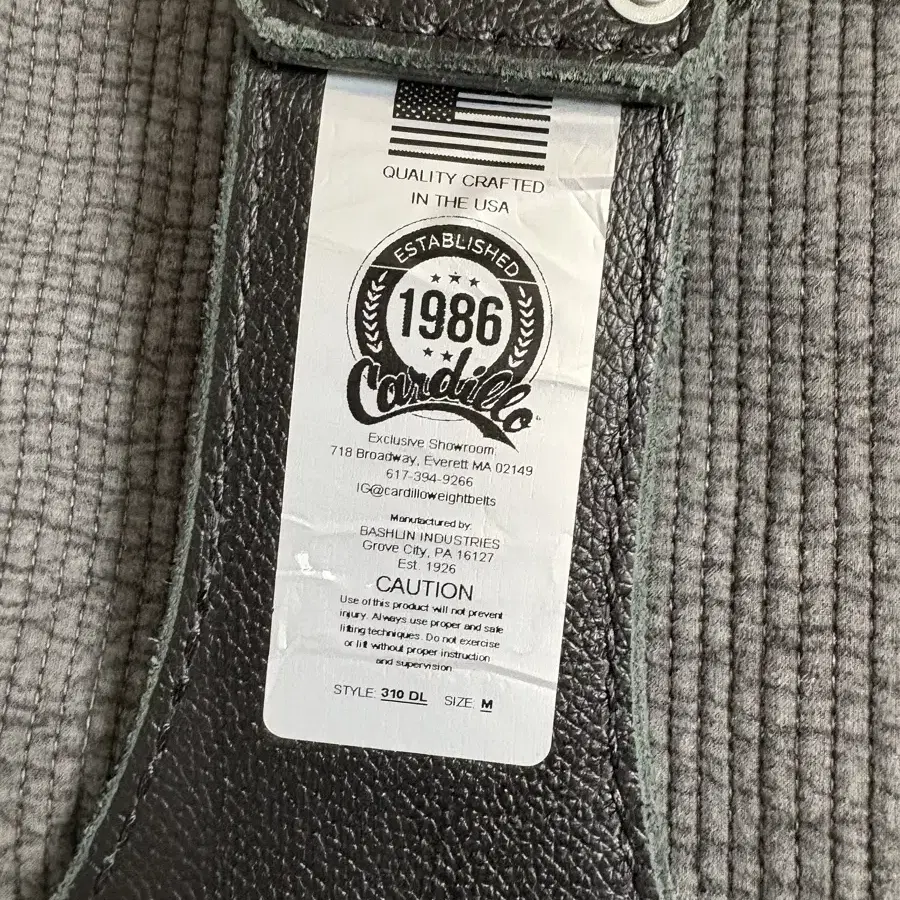 QUALITY CRAFTED
IN THE USA
ESTABLISHED
1986
Cardillo
Exclusive Showroom:
718 Broadway, Everett MA 02149
617-394-9266
IG@cardilloweightbelts
Manufactured by:
BASHLIN INDUSTRIES
Grove City, PA 16127
Est. 1926
CAUTION
Use of this product will not prevent
injury. Always use proper and safe
lifting techniques. Do not exercise
or lift without proper instruction
and supervision
STYLE: 310 DL SIZE: M